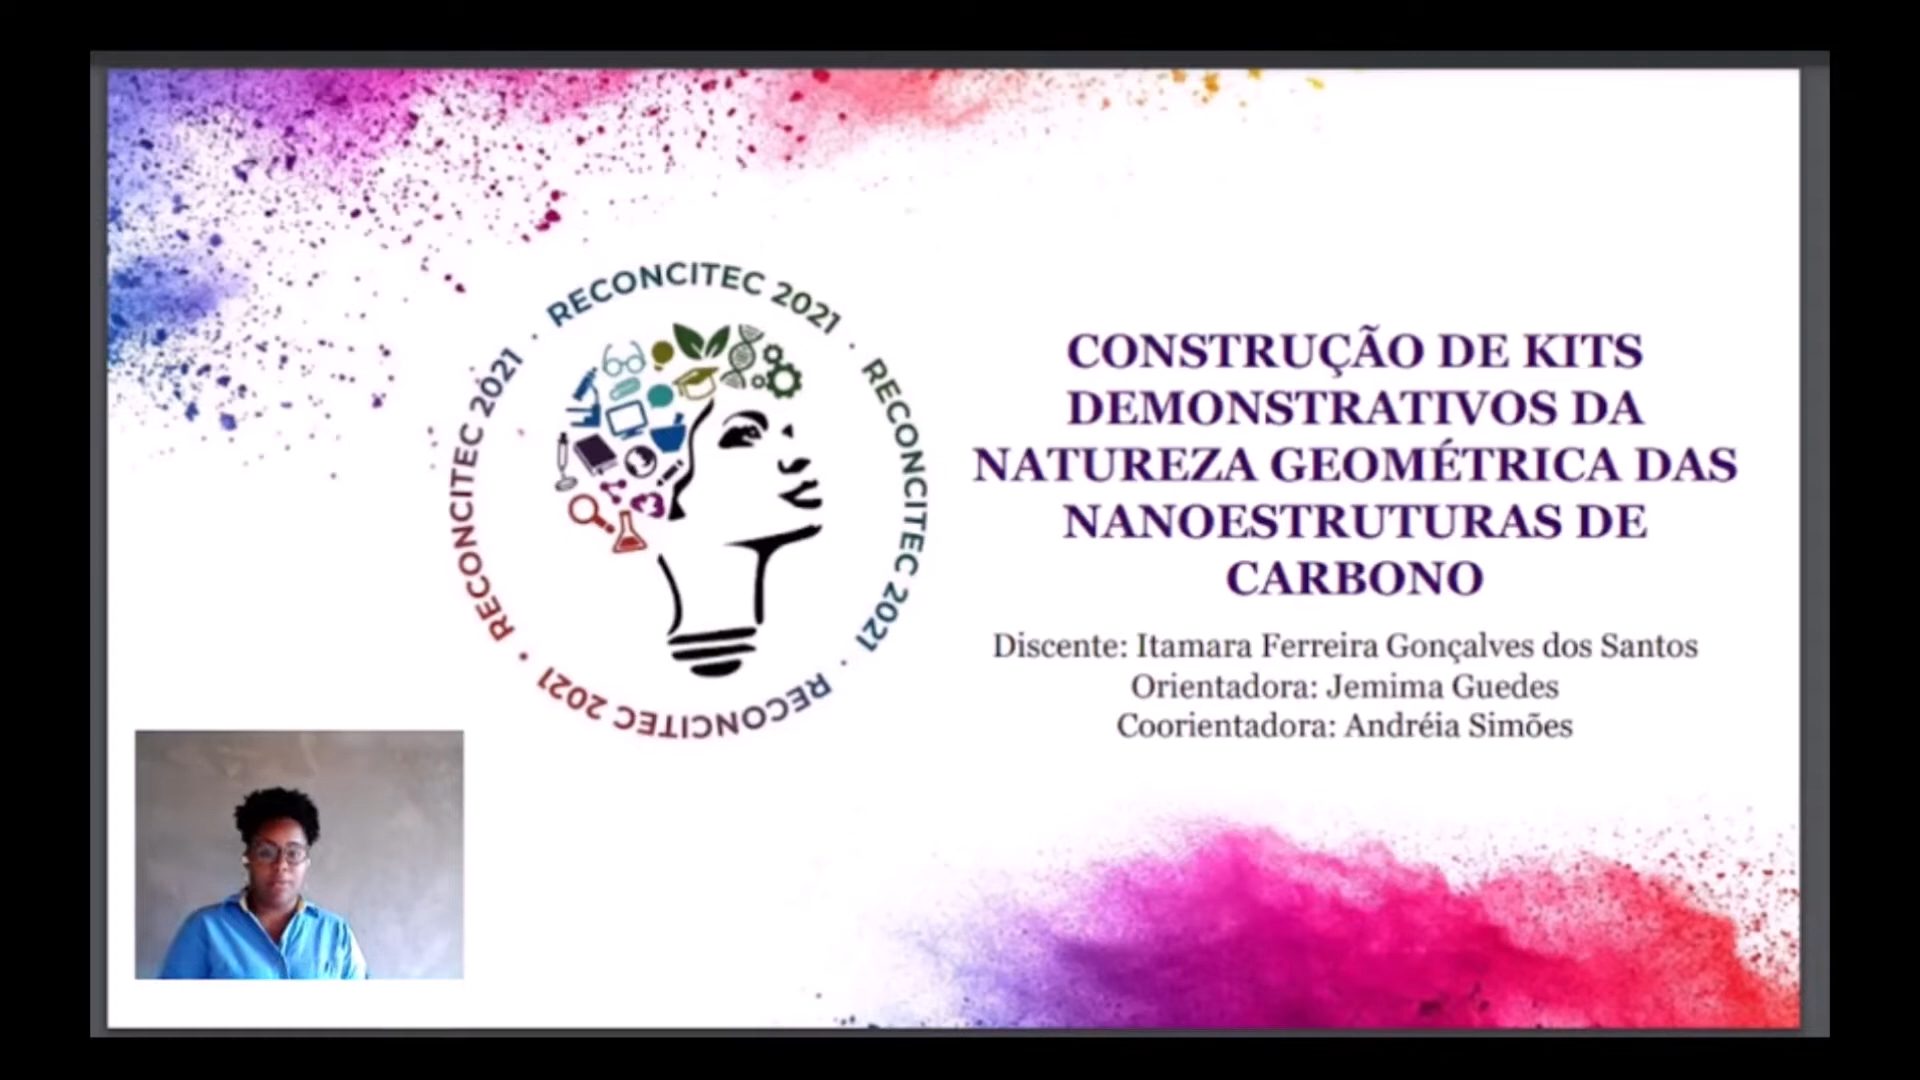 RECONCITEC 2021 · RECONCITEC 2021 · RECONCITEC 2021 · RECONCITEC 2021 ·
CONSTRUÇÃO DE KITS
DEMONSTRATIVOS DA
NATUREZA GEOMÉTRICA DAS
NANOESTRUTURAS DE
CARBONO
Discente: Itamara Ferreira Gonçalves dos Santos
Orientadora: Jemima Guedes
Coorientadora: Andréia Simões